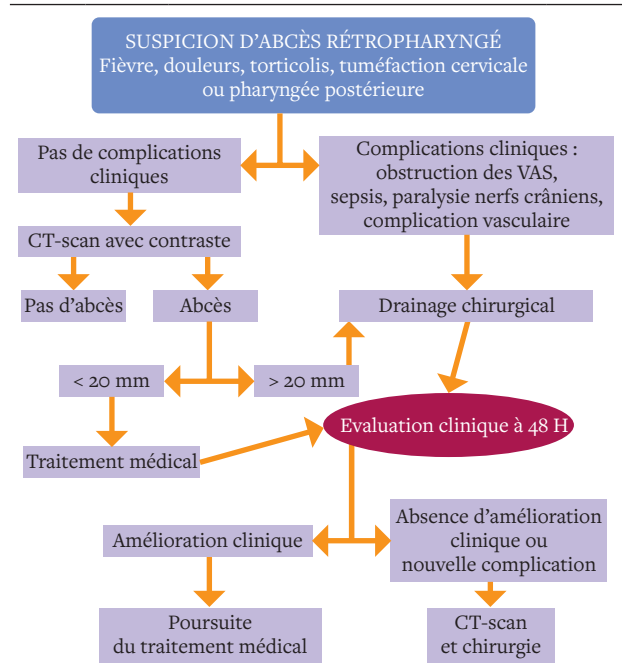 SUSPICION D'ABCÈS RÉTROPHARYNGÉ
Fièvre, douleurs, torticolis, tuméfaction cervicale
ou pharyngée postérieure
Pas de complications
cliniques
Complications cliniques :
obstruction des VAS,
sepsis, paralysie nerfs crâniens,
complication vasculaire
CT-scan avec contraste
Pas d'abcès
Abcès
Drainage chirurgical
< 20 mm
> 20 mm
Evaluation clinique à 48 H
Traitement médical
Amélioration clinique
Absence d'amélioration
clinique ou
nouvelle complication
Poursuite
du traitement médical
CT-scan
et chirurgie